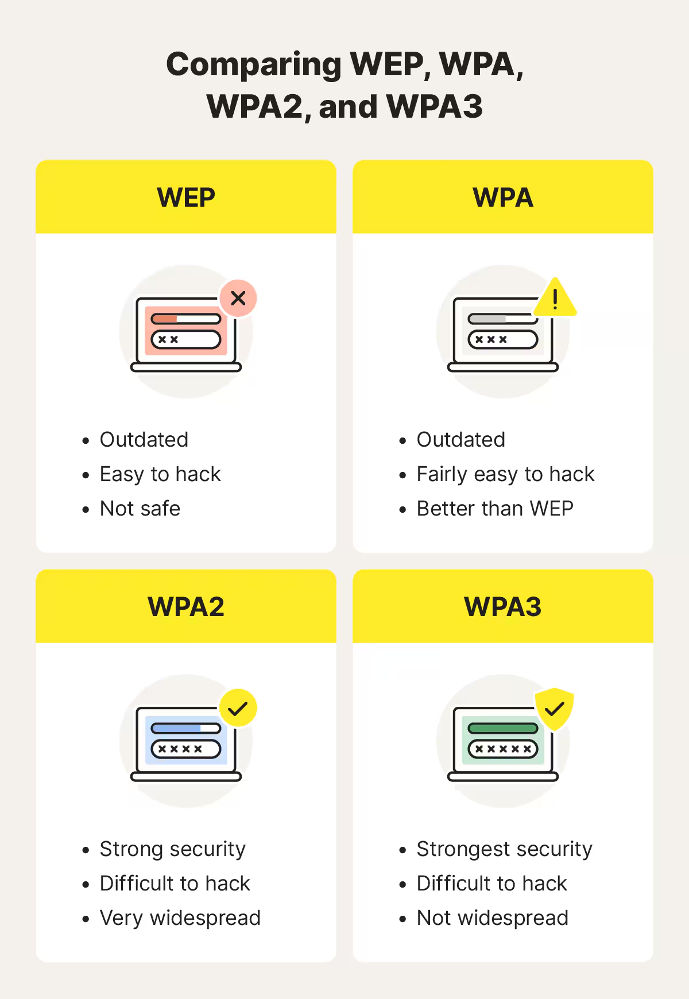 Comparing WEP, WPA,
WPA2, and WPA3
WEP
• Outdated
• Easy to hack
• Not safe
WPA
• Outdated
• Fairly easy to hack
• Better than WEP
WPA2
• Strong security
• Difficult to hack
• Very widespread
WPA3
• Strongest security
• Difficult to hack
• Not widespread